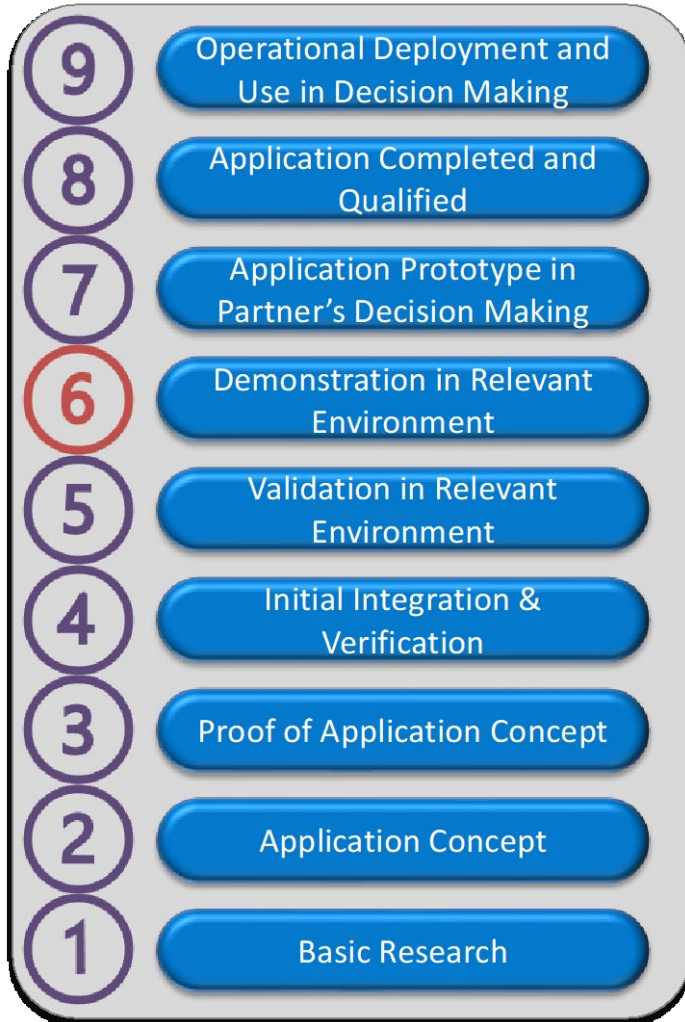 9
Operational Deployment and
Use in Decision Making
8
Application Completed and
Qualified
7
Application Prototype in
Partner’s Decision Making
6
Demonstration in Relevant
Environment
5
Validation in Relevant
Environment
4
Initial Integration &
Verification
3
Proof of Application Concept
2
Application Concept
1
Basic Research